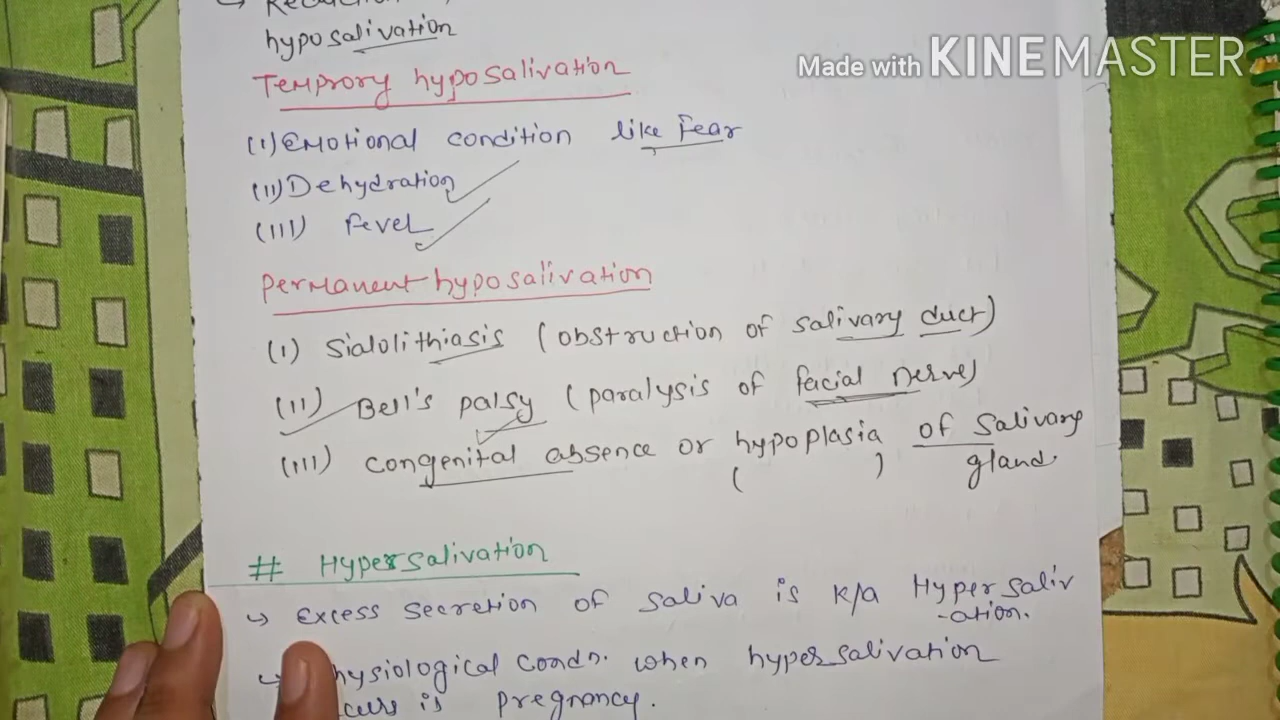 hyposalivation
Made with KINEMASTER
Temprory hyposalivation
(I) Emotional condition like Fear
(II) Dehydration
(III) Fever
Permanent hyposalivation
(I) Sialolithiasis (obstruction of salivary duct)
(II) Bell's palsy (paralysis of facial nerve)
(III) congenital absence or hypoplasia of salivary
( ) gland.
# Hypersalivation
↳ Excess secretion of saliva is k/a Hypersaliv
-ation.
↳ hysiological condn. when hypersalivation
curs is pregnancy.